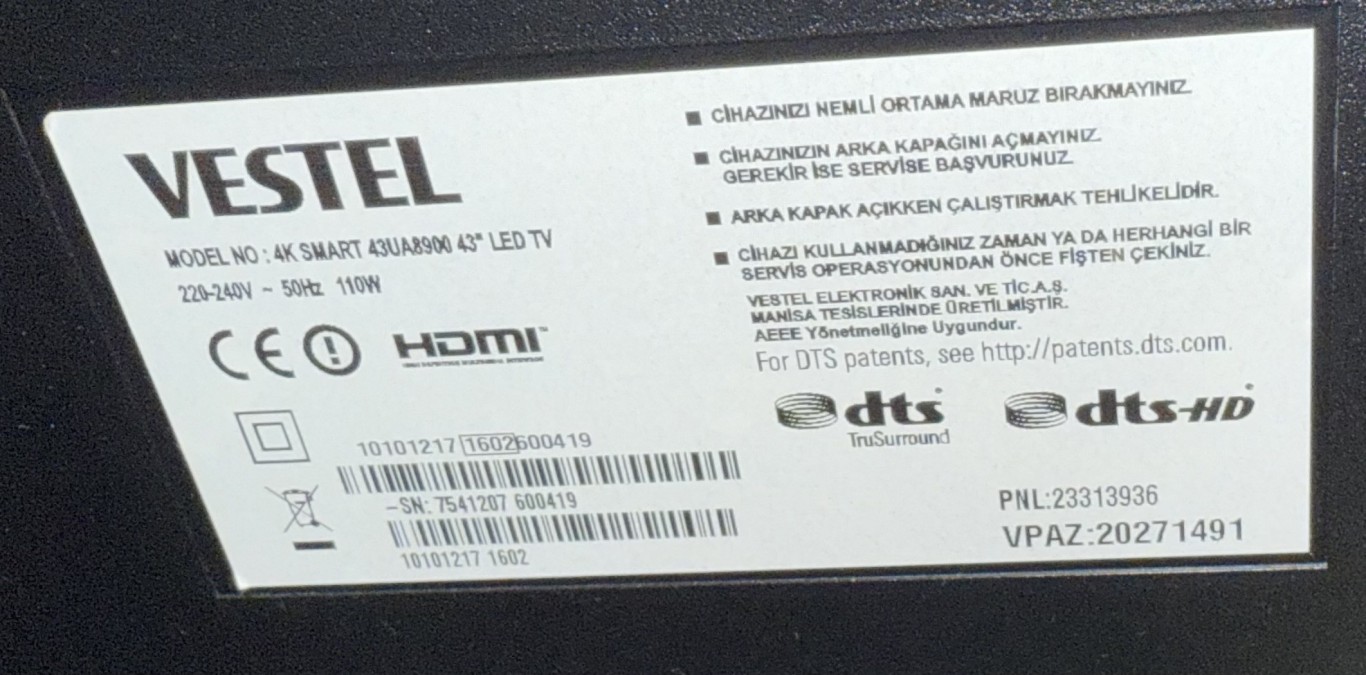 VESTEL
MODEL NO : 4K SMART 43UA8900 43" LED TV
220-240V ~ 50Hz 110W
CE
HDMI™
10101217 1602600419
-SN: 7541207 600419
10101217 1602
■ CİHAZINIZI NEMLİ ORTAMA MARUZ BIRAKMAYINIZ.
■ CİHAZINIZIN ARKA KAPAĞINI AÇMAYINIZ.
GEREKİR İSE SERVİSE BAŞVURUNUZ.
■ ARKA KAPAK AÇIKKEN ÇALIŞTIRMAK TEHLİKELİDİR.
■ CİHAZI KULLANMADIĞINIZ ZAMAN YA DA HERHANGİ BİR
SERVİS OPERASYONUNDAN ÖNCE FİŞTEN ÇEKİNİZ.
VESTEL ELEKTRONİK SAN. VE TİC.A.Ş.
MANİSA TESİSLERİNDE ÜRETİLMİŞTİR.
AEEE Yönetmeliğine Uygundur.
For DTS patents, see http://patents.dts.com.
dts
TruSurround
dts-HD
PNL:23313936
VPAZ:20271491